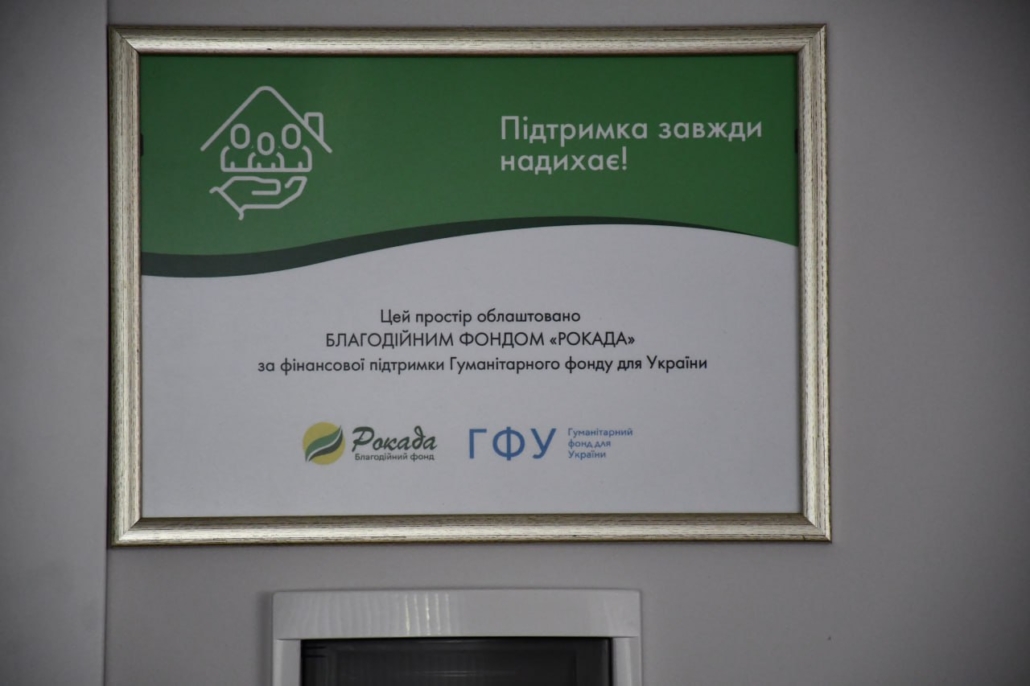 Підтримка завжди
надихає!
Цей простір облаштовано
БЛАГОДІЙНИМ ФОНДОМ «РОКАДА»
за фінансової підтримки Гуманітарного фонду для України
Рокада
Благодійний фонд
ГФУ
Гуманітарний
фонд для
України